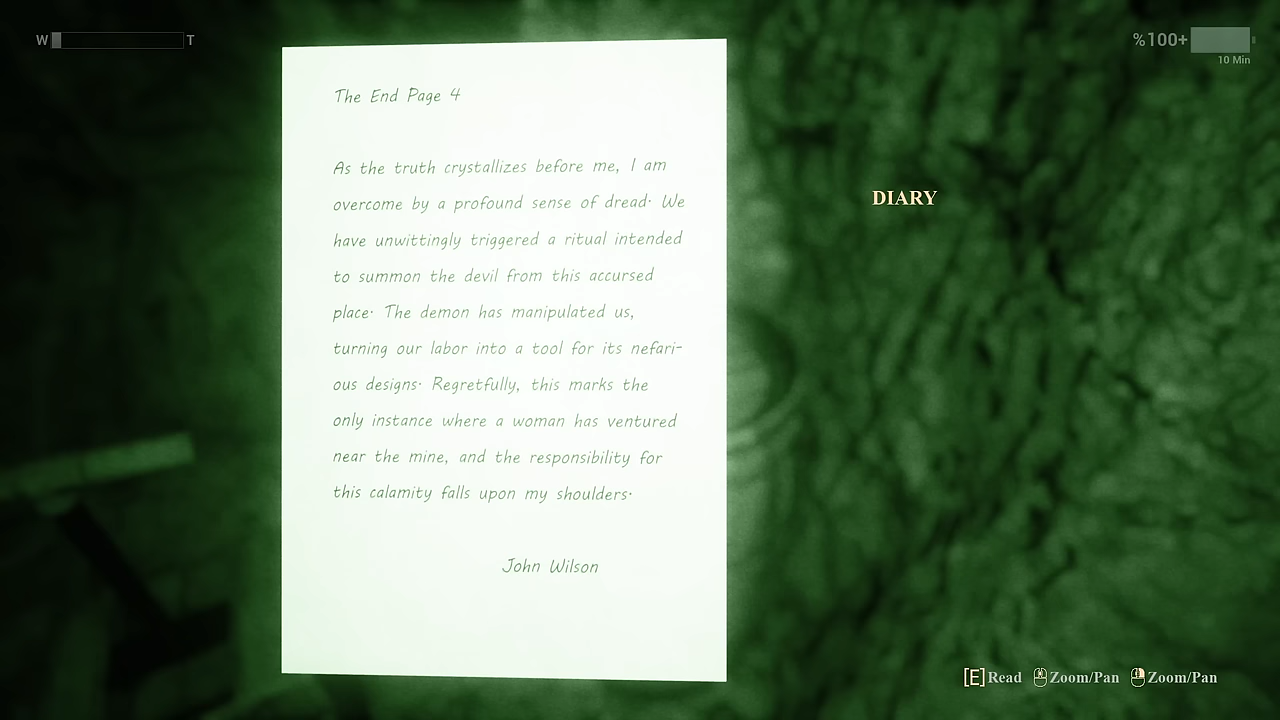 W T
%100+
10 Min
The End Page 4
As the truth crystallizes before me, I am
overcome by a profound sense of dread. We
have unwittingly triggered a ritual intended
to summon the devil from this accursed
place. The demon has manipulated us,
turning our labor into a tool for its nefari-
ous designs. Regretfully, this marks the
only instance where a woman has ventured
near the mine, and the responsibility for
this calamity falls upon my shoulders.
John Wilson
DIARY
[E]Read Zoom/Pan Zoom/Pan